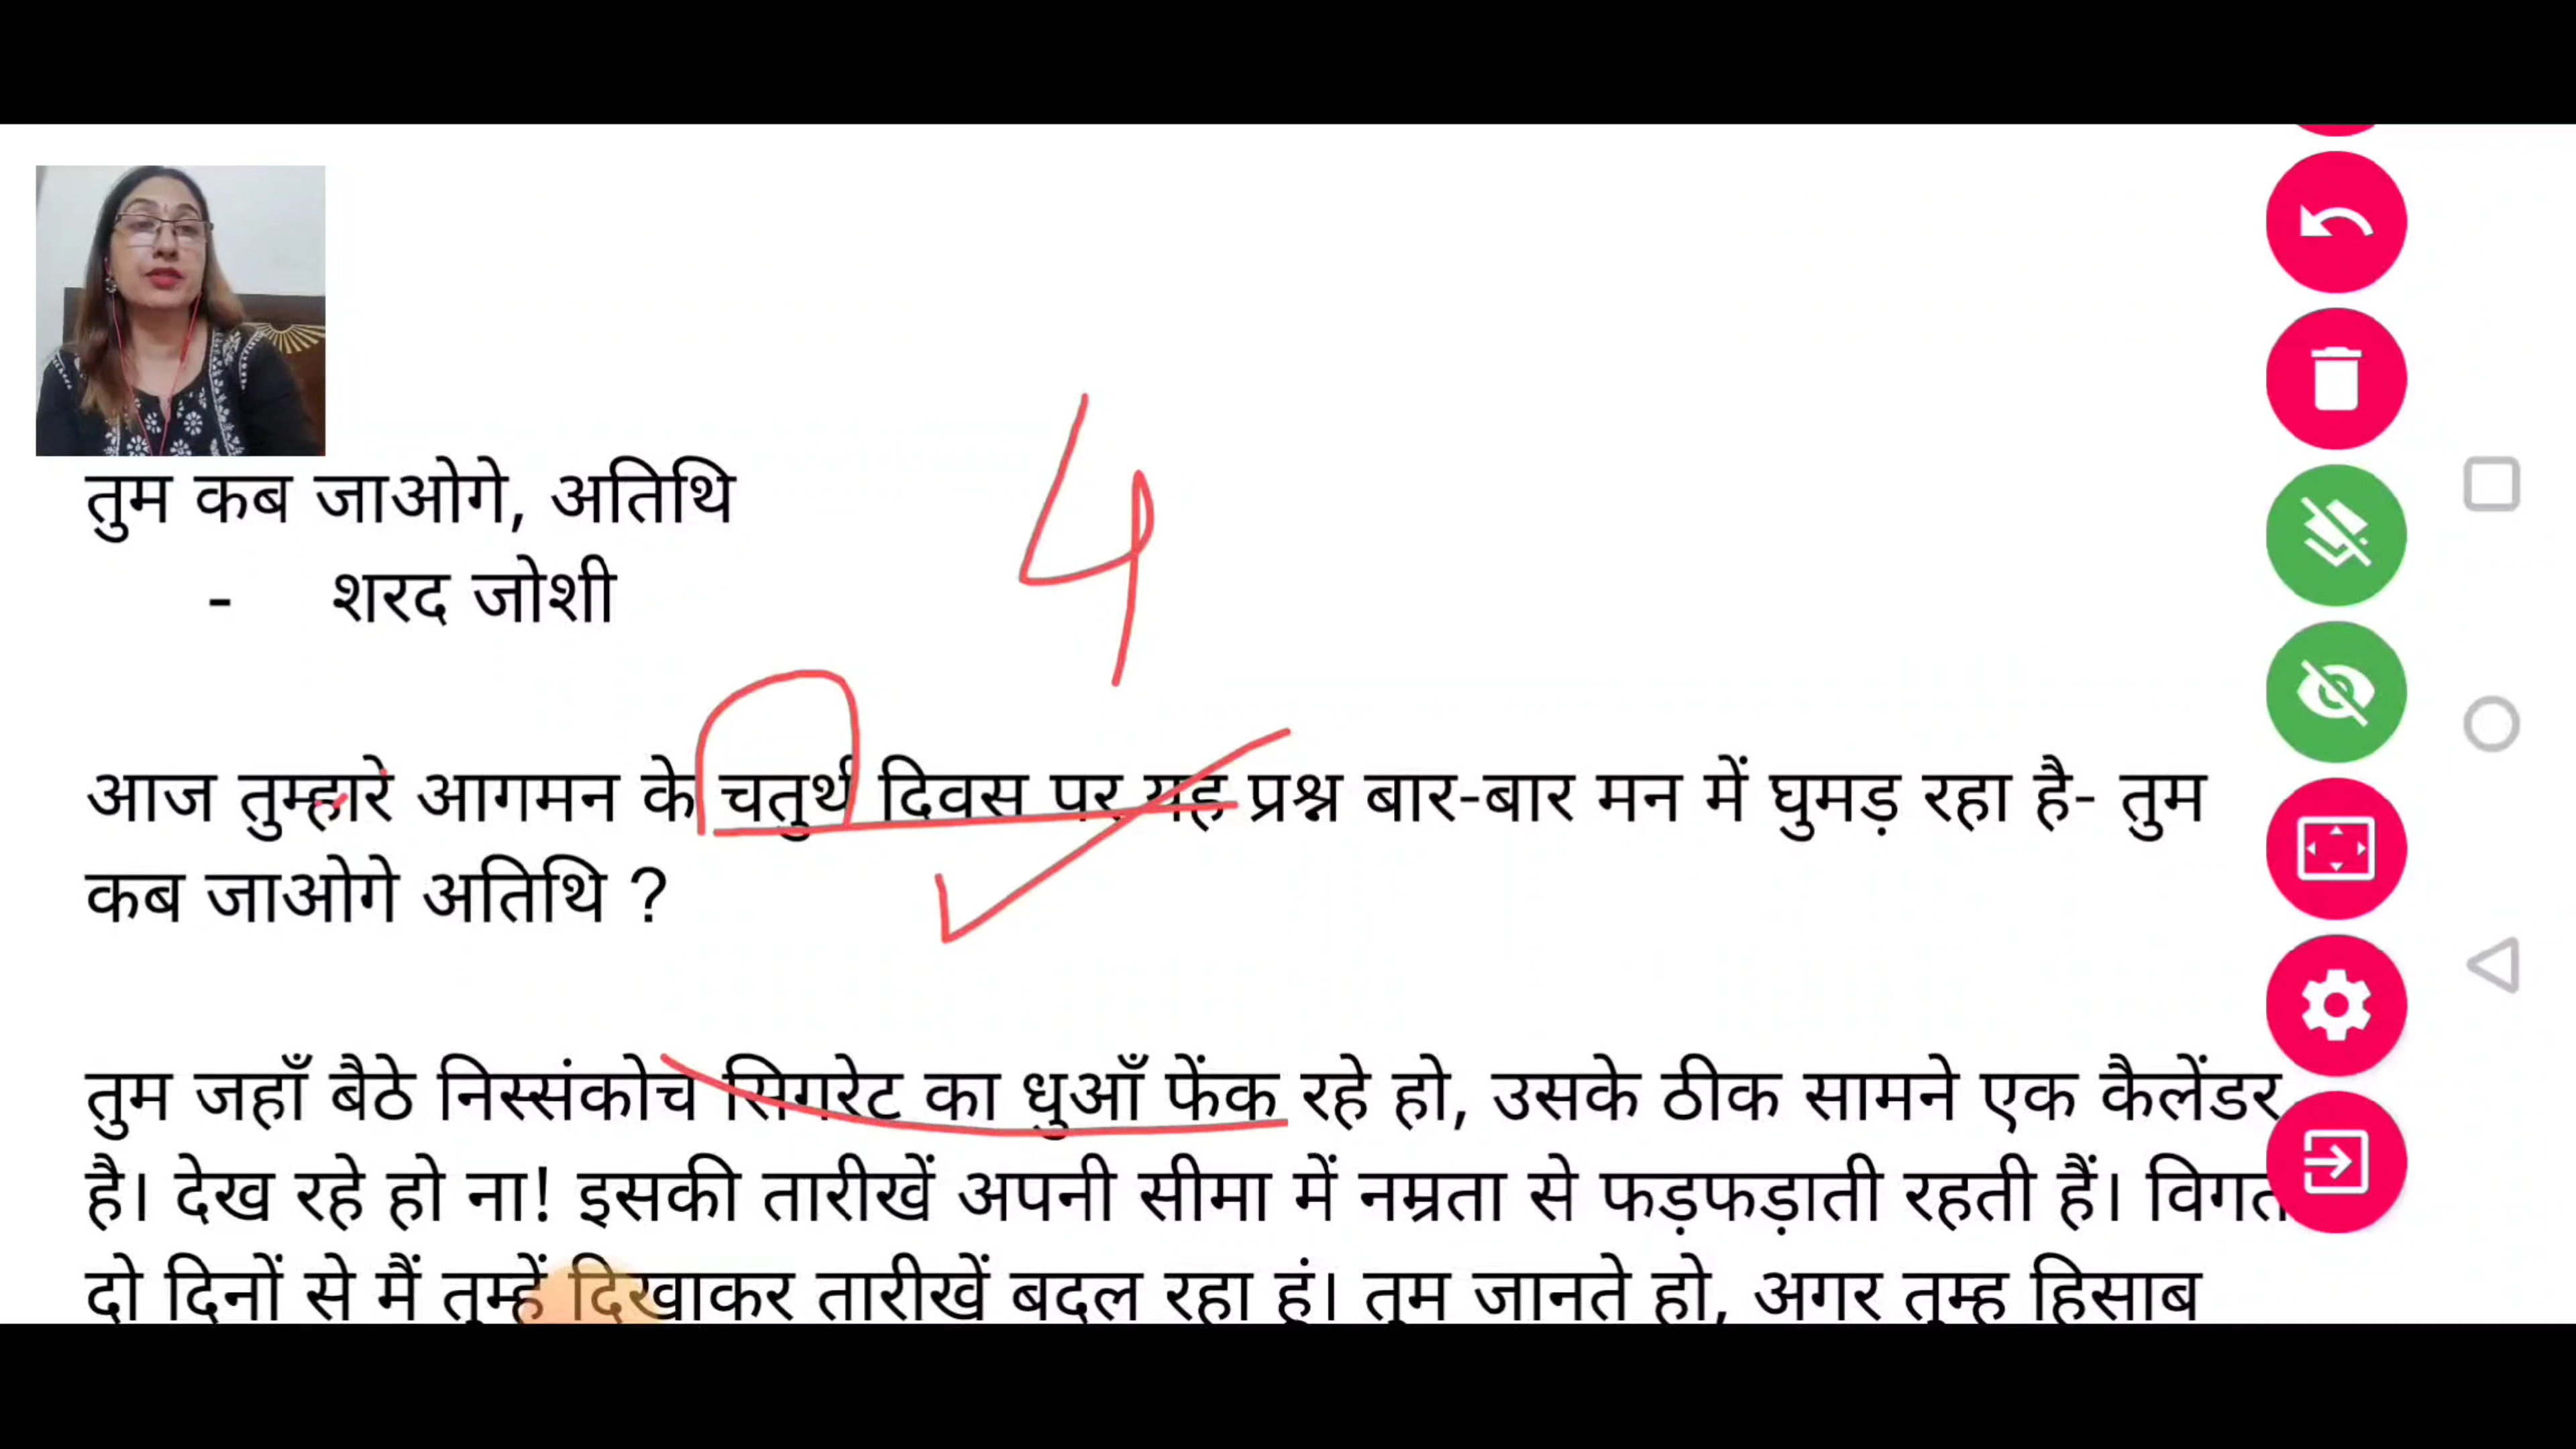 तुम कब जाओगे, अतिथि
- शरद जोशी
4
आज तुम्हारे आगमन के चतुर्थ दिवस पर यह प्रश्न बार-बार मन में घुमड़ रहा है- तुम
कब जाओगे अतिथि ?
तुम जहाँ बैठे निस्संकोच सिगरेट का धुआँ फेंक रहे हो, उसके ठीक सामने एक कैलेंडर
है। देख रहे हो ना! इसकी तारीखें अपनी सीमा में नम्रता से फड़फड़ाती रहती हैं। विगत
दो दिनों से मैं तुम्हें दिखाकर तारीखें बदल रहा हूं। तुम जानते हो, अगर तुम्ह हिसाब